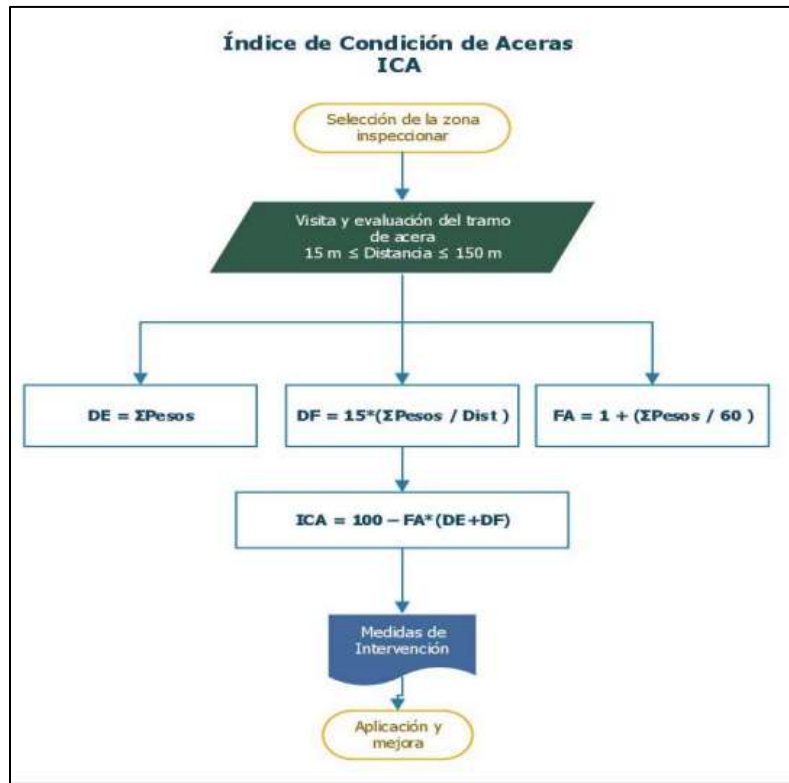 Índice de Condición de Aceras
ICA
Selección de la zona
inspeccionar
Visita y evaluación del tramo
de acera
15 m ≤ Distancia ≤ 150 m
DE = ΣPesos
DF = 15*(ΣPesos / Dist )
FA = 1 + (ΣPesos / 60 )
ICA = 100 – FA*(DE+DF)
Medidas de
Intervención
Aplicación y
mejora